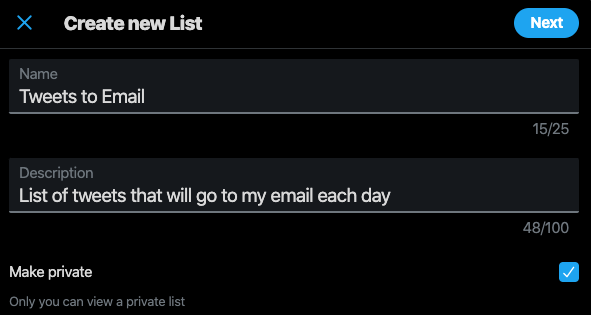 Create new List
Next
Name
Tweets to Email
15/25
Description
List of tweets that will go to my email each day
48/100
Make private
Only you can view a private list